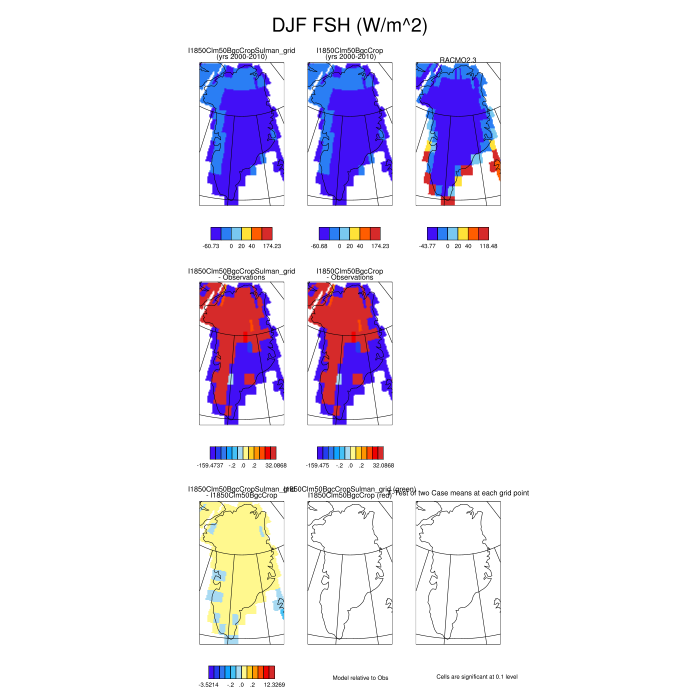 DJF FSH (W/m^2)
I1850Clm50BgcCropSulman_grid
(yrs 2000-2010)
I1850Clm50BgcCrop
(yrs 2000-2010)
RACMO2.3
-60.73 0 20 40 174.23
-60.68 0 20 40 174.23
-43.77 0 20 40 118.48
I1850Clm50BgcCropSulman_grid
- Observations
I1850Clm50BgcCrop
- Observations
-159.4737 -.2 .0 .2 32.0868
-159.475 -.2 .0 .2 32.0868
I1850Clm50BgcCropSulman_grid
- I1850Clm50BgcCrop
I1850Clm50BgcCropSulman_grid (green)
I1850Clm50BgcCrop (red)
Test of two Case means at each grid point
-3.5214 -.2 .0 .2 12.3269
Model relative to Obs
Cells are significant at 0.1 level